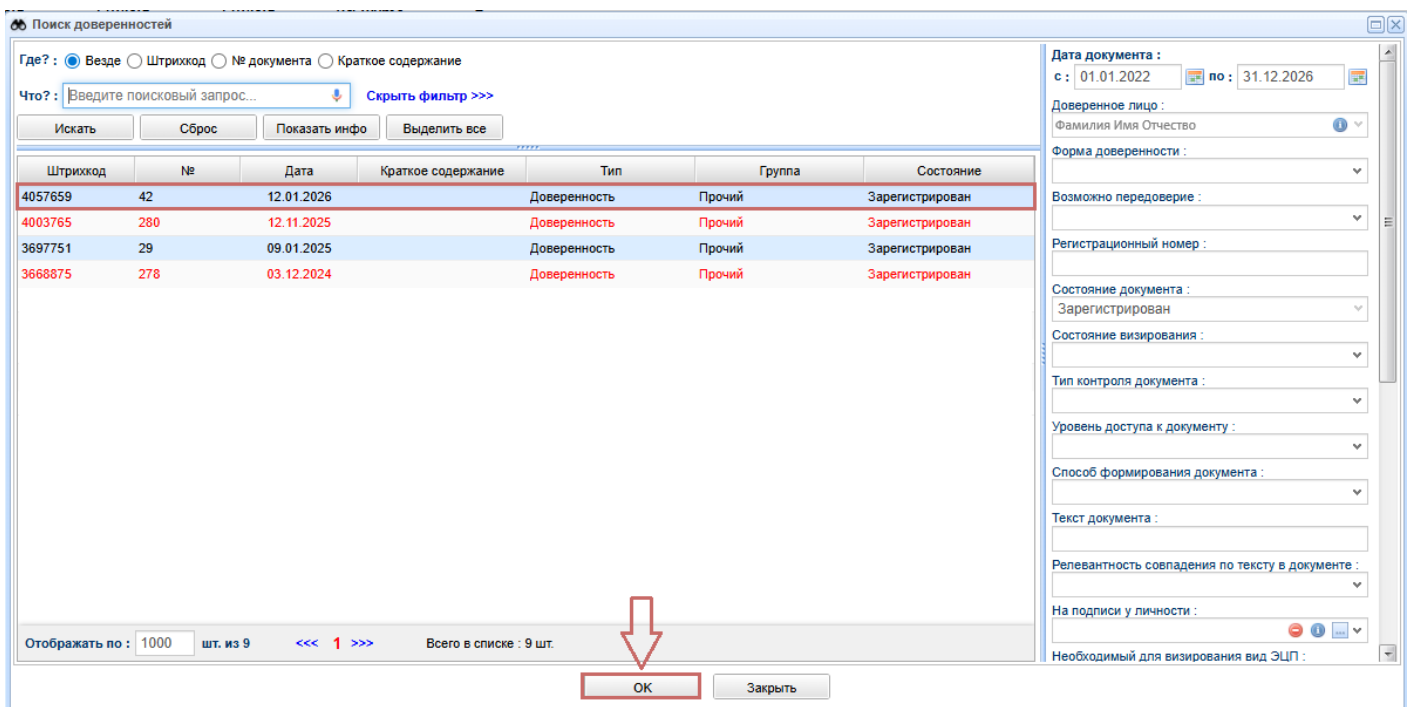 Поиск доверенностей
Где? : Везде Штрихкод № документа Краткое содержание
Что? : Введите поисковый запрос... Скрыть фильтр >>>
Искать Сброс Показать инфо Выделить все
Штрихкод № Дата Краткое содержание Тип Группа Состояние
4057659 42 12.01.2026 Доверенность Прочий Зарегистрирован
4003765 280 12.11.2025 Доверенность Прочий Зарегистрирован
3697751 29 09.01.2025 Доверенность Прочий Зарегистрирован
3668875 278 03.12.2024 Доверенность Прочий Зарегистрирован
Отображать по : 1000 шт. из 9 <<< 1 >>> Всего в списке : 9 шт.
Дата документа :
с : 01.01.2022 по : 31.12.2026
Доверенное лицо :
Фамилия Имя Отчество
Форма доверенности :
Возможно передоверие :
Регистрационный номер :
Состояние документа :
Зарегистрирован
Состояние визирования :
Тип контроля документа :
Уровень доступа к документу :
Способ формирования документа :
Текст документа :
Релевантность совпадения по тексту в документе :
На подписи у личности :
Необходимый для визирования вид ЭЦП :
OK Закрыть